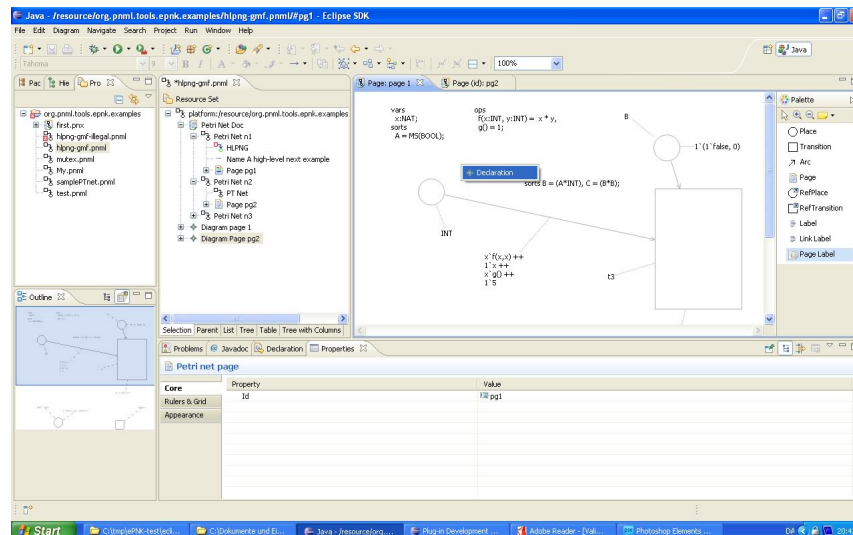 Java - /resource/org.pnml.tools.epnk.examples/hlpng-gmf.pnml/#pg1 - Eclipse SDK
File Edit Diagram Navigate Search Project Run Window Help
Tahoma 9 B I A 100% Java
Pac Hie Pro
org.pnml.tools.epnk.examples
first.pnx
hlpng-gmf-illegal.pnml
hlpng-gmf.pnml
mutex.pnml
My.pnml
samplePTnet.pnml
test.pnml
*hlpng-gmf.pnml
Resource Set
platform:/resource/org.pnml.tools.epnk.examples
Petri Net Doc
Petri Net n1
HLPNG
Name A high-level next example
Page pg1
Petri Net n2
PT Net
Page pg2
Petri Net n3
Diagram page 1
Diagram Page pg2
Selection Parent List Tree Table Tree with Columns
Page: page 1 Page (id): pg2
vars
x:NAT;
sorts
A = MS(BOOL);
ops
f(x:INT, y:INT) = x * y,
g() = 1;
B
1`(1`false, 0)
Declaration
sorts B = (A*INT), C = (B*B);
INT
x`f(x,x) ++
1`x ++
x`g() ++
1`5
t3
Palette
Place
Transition
Arc
Page
RefPlace
RefTransition
Label
Link Label
Page Label
Outline
Problems Javadoc Declaration Properties
Petri net page
Core
Rulers & Grid
Appearance
Property Value
Id pg1
Start C:\tmp\ePNK-test\ecli... C:\Dokumente und Ei... Java - /resource/org.... Plug-in Development ... Adobe Reader - [Vali... Photoshop Elements ... DA